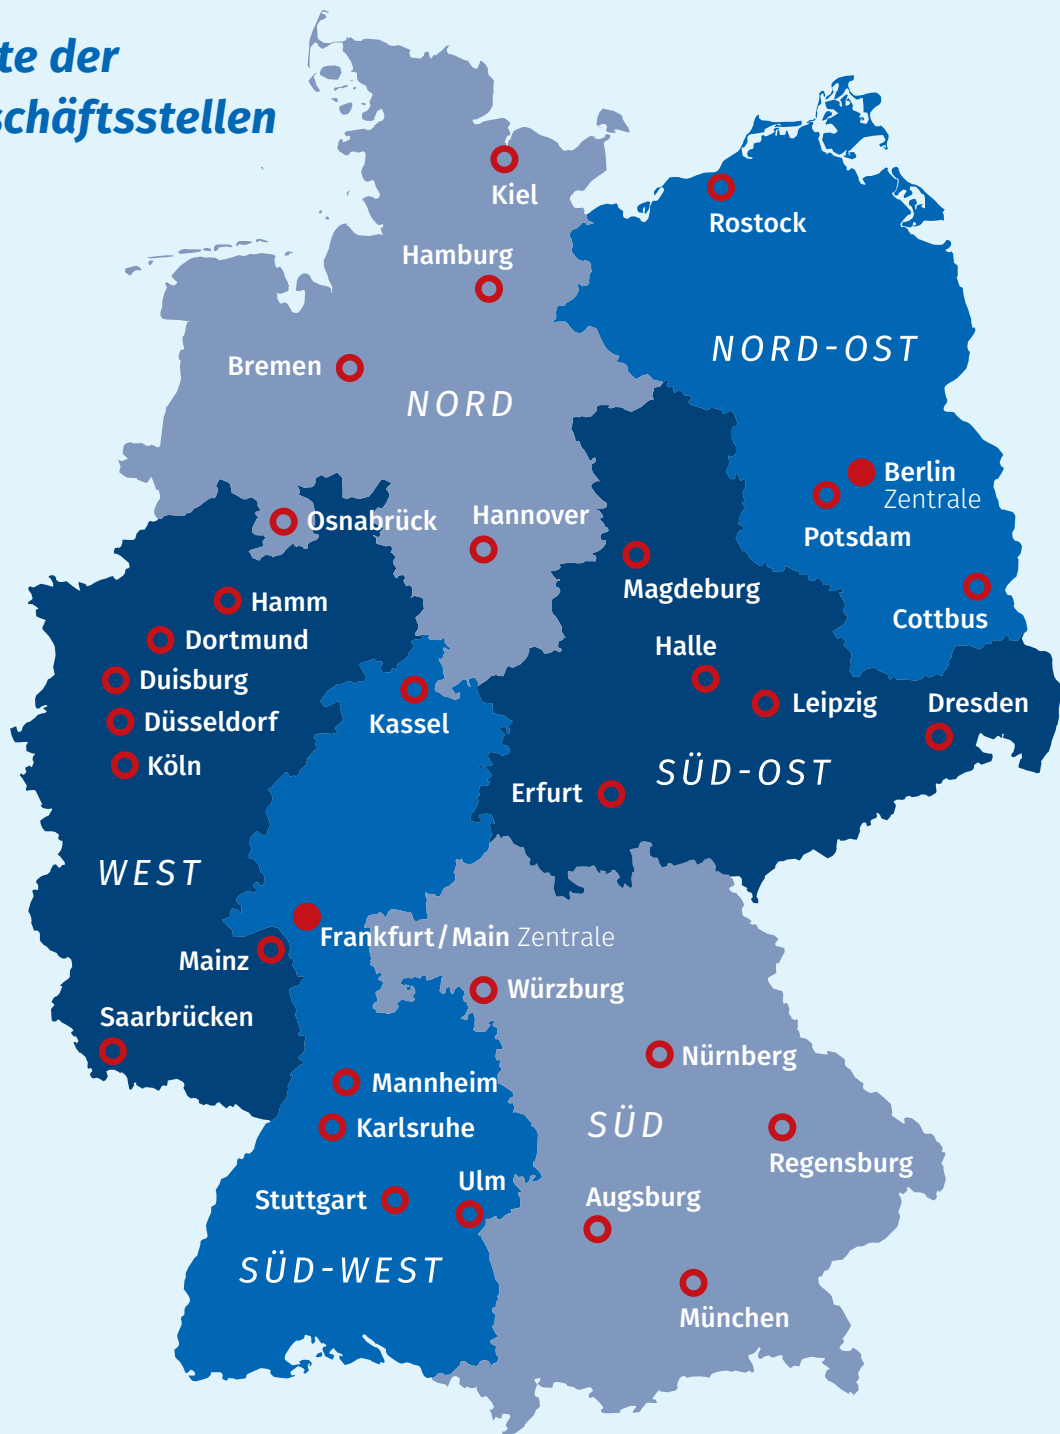 te der
schäftsstellen
Kiel
Rostock
Hamburg
NORD-OST
Bremen
NORD
Berlin
Zentrale
Osnabrück
Hannover
Potsdam
Magdeburg
Hamm
Cottbus
Dortmund
Halle
Duisburg
Leipzig
Dresden
Düsseldorf
Kassel
Köln
SÜD-OST
Erfurt
WEST
Frankfurt/Main Zentrale
Mainz
Würzburg
Saarbrücken
Nürnberg
Mannheim
SÜD
Karlsruhe
Regensburg
Ulm
Stuttgart
Augsburg
SÜD-WEST
München